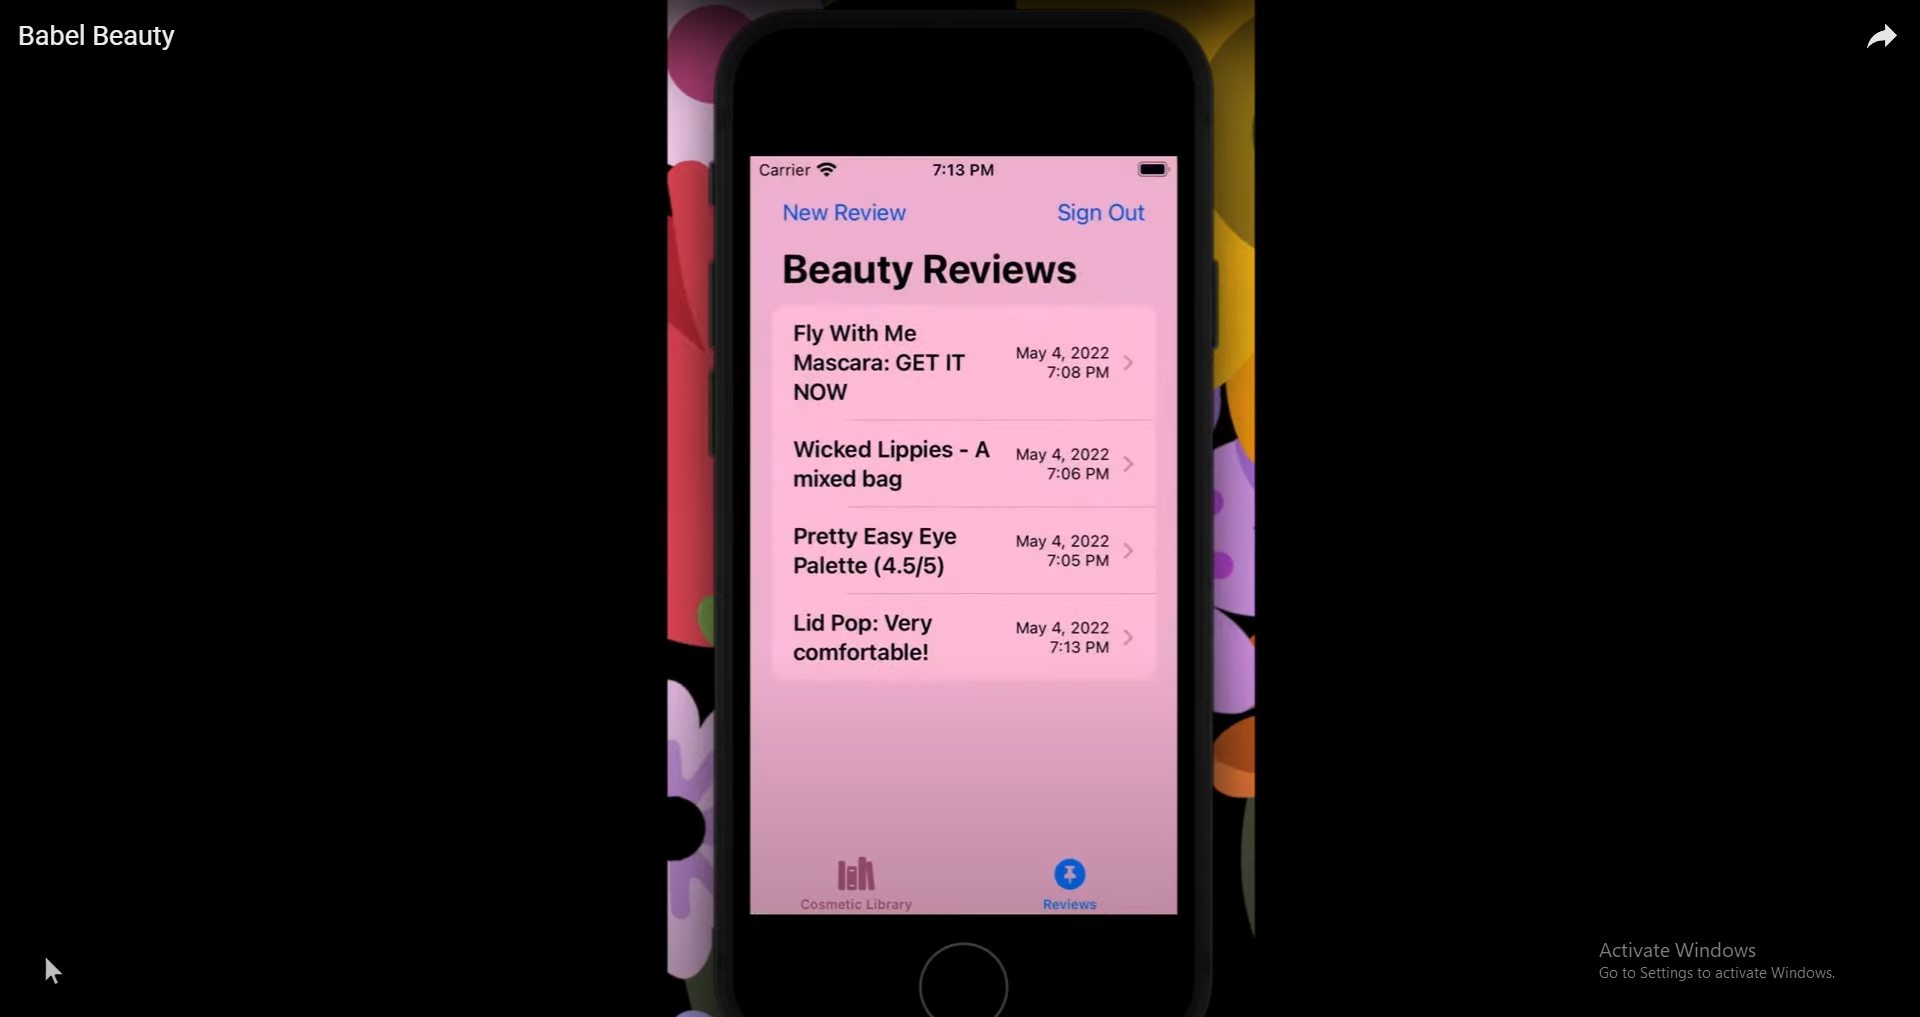 Babel Beauty
Carrier
7:13 PM
New Review
Sign Out
Beauty Reviews
Fly With Me
Mascara: GET IT
NOW
May 4, 2022
7:08 PM
Wicked Lippies - A
mixed bag
May 4, 2022
7:06 PM
Pretty Easy Eye
Palette (4.5/5)
May 4, 2022
7:05 PM
Lid Pop: Very
comfortable!
May 4, 2022
7:13 PM
Cosmetic Library
Reviews
Activate Windows
Go to Settings to activate Windows.